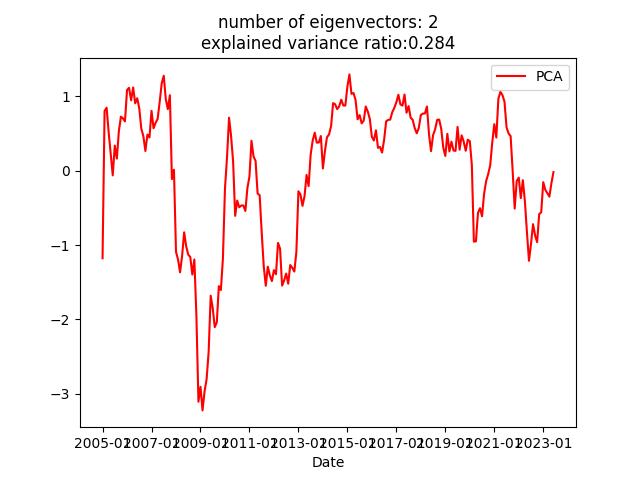 number of eigenvectors: 2
explained variance ratio:0.284
PCA
1
0
−1
−2
−3
2005-01 2007-01 2009-01 2011-01 2013-01 2015-01 2017-01 2019-01 2021-01 2023-01
Date